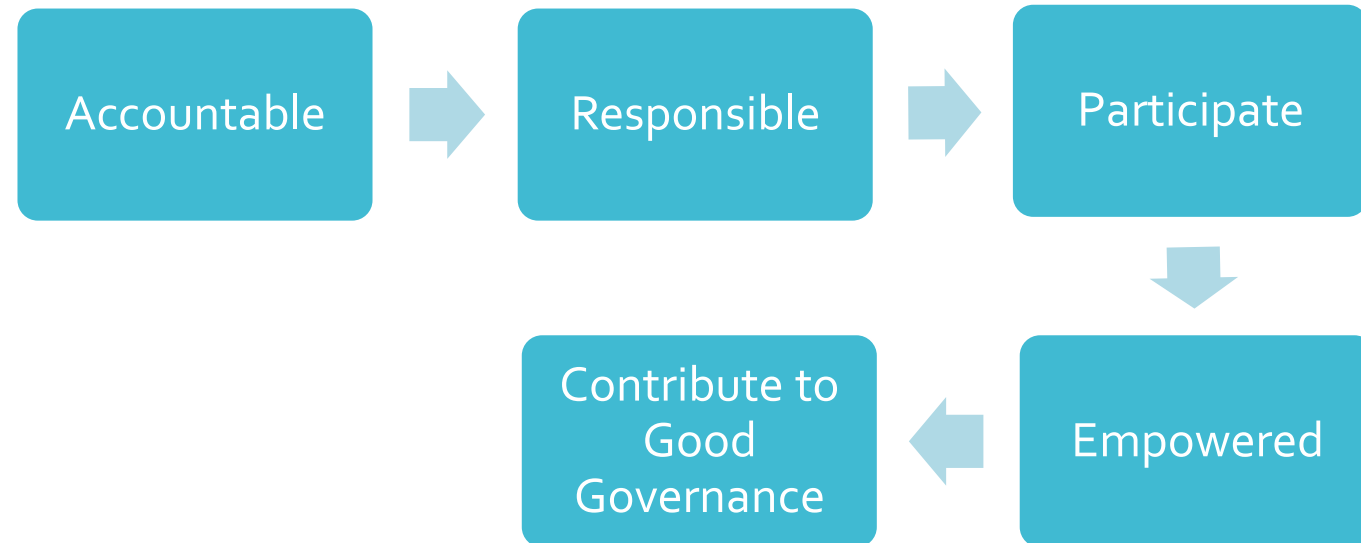 Accountable
Responsible
Participate
Empowered
Contribute to
Good
Governance